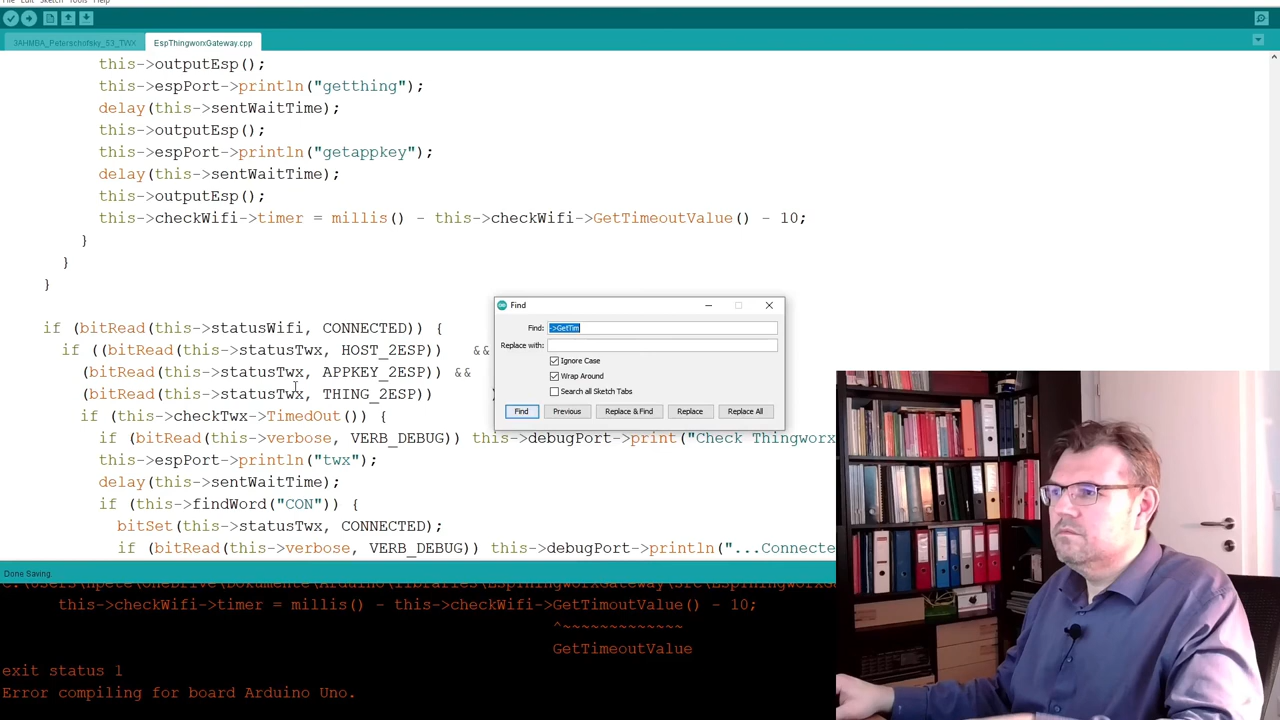 File Edit Sketch Tools Help
3AHMBA_Peterschofsky_53_TWX
EspThingworxGateway.cpp
this->outputEsp();
this->espPort->println("getthing");
delay(this->sentWaitTime);
this->outputEsp();
this->espPort->println("getappkey");
delay(this->sentWaitTime);
this->outputEsp();
this->checkWifi->timer = millis() - this->checkWifi->GetTimeoutValue() - 10;
}
}
}
if (bitRead(this->statusWifi, CONNECTED)) {
if ((bitRead(this->statusTwx, HOST_2ESP)) &&
(bitRead(this->statusTwx, APPKEY_2ESP)) &&
(bitRead(this->statusTwx, THING_2ESP)) )
if (this->checkTwx->TimedOut()) {
if (bitRead(this->verbose, VERB_DEBUG)) this->debugPort->print("Check Thingworx
this->espPort->println("twx");
delay(this->sentWaitTime);
if (this->findWord("CON")) {
bitSet(this->statusTwx, CONNECTED);
if (bitRead(this->verbose, VERB_DEBUG)) this->debugPort->println("...Connecte
Find
Find: ->GetTim
Replace with:
Ignore Case
Wrap Around
Search all Sketch Tabs
Find Previous Replace & Find Replace Replace All
Done Saving.
this->checkWifi->timer = millis() - this->checkWifi->GetTimoutValue() - 10;
^~~~~~~~~~~~~~
GetTimeoutValue
exit status 1
Error compiling for board Arduino Uno.